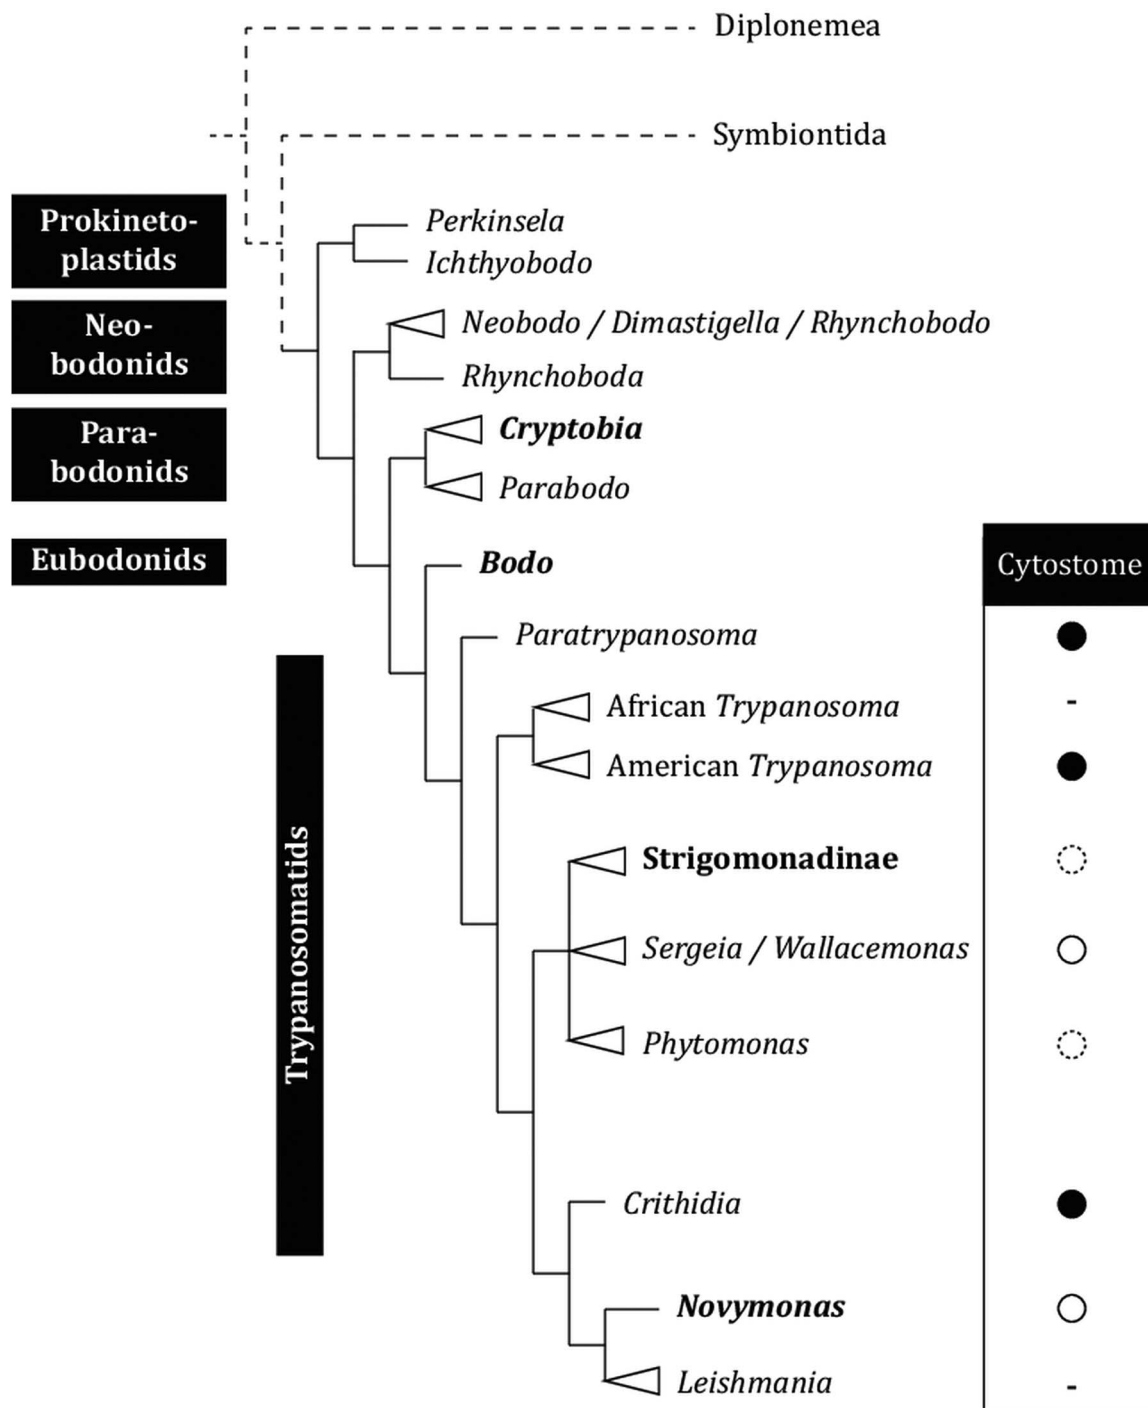 Diplonemea
Symbiontida
Prokineto-
plastids
Perkinsela
Ichthyobodo
Neo-
bodonids
Neobodo / Dimastigella / Rhynchobodo
Rhynchoboda
Para-
bodonids
Cryptobia
Parabodo
Eubodonids
Bodo
Cytostome
Paratrypanosoma
African Trypanosoma
-
American Trypanosoma
Trypanosomatids
Strigomonadinae
Sergeia / Wallacemonas
Phytomonas
Crithidia
Novymonas
Leishmania
-